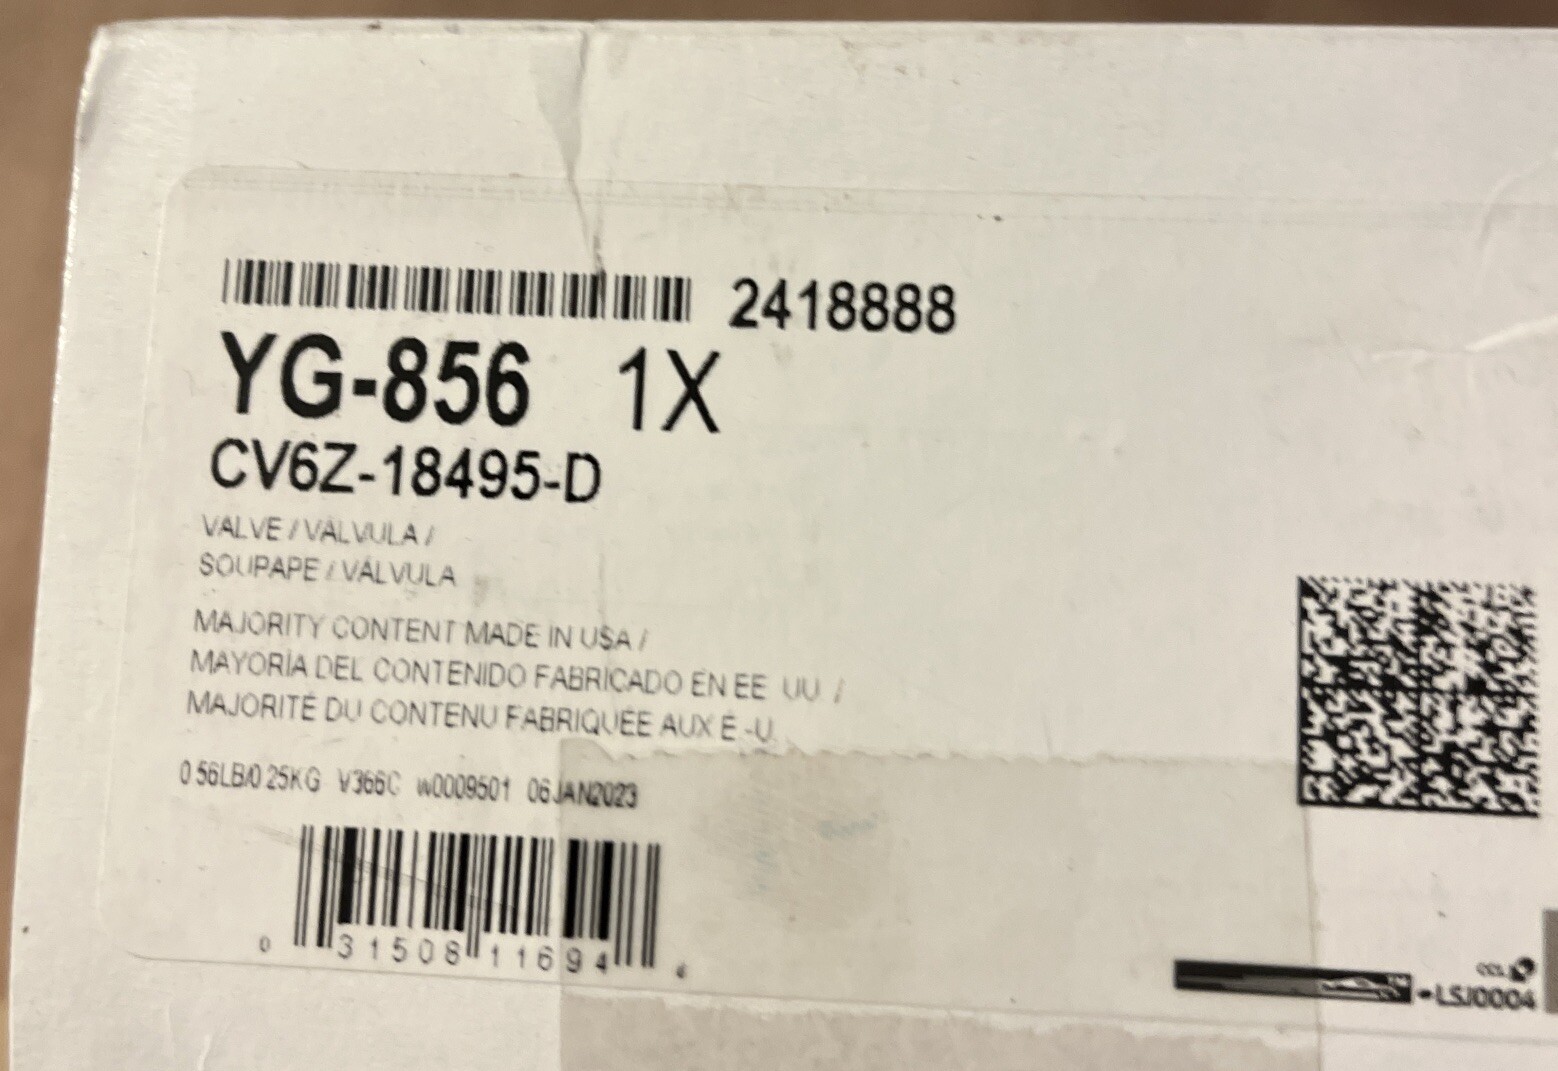 2418888
YG-856 1X
CV6Z-18495-D
VALVE / VÁLVULA /
SOUPAPE / VÁLVULA
MAJORITY CONTENT MADE IN USA /
MAYORÍA DEL CONTENIDO FABRICADO EN EE UU /
MAJORITÉ DU CONTENU FABRIQUÉE AUX É-U
0 56LB/0 25KG V366C w0009501 06JAN2023
0 31508 11694 4
CCL
LSJ0004